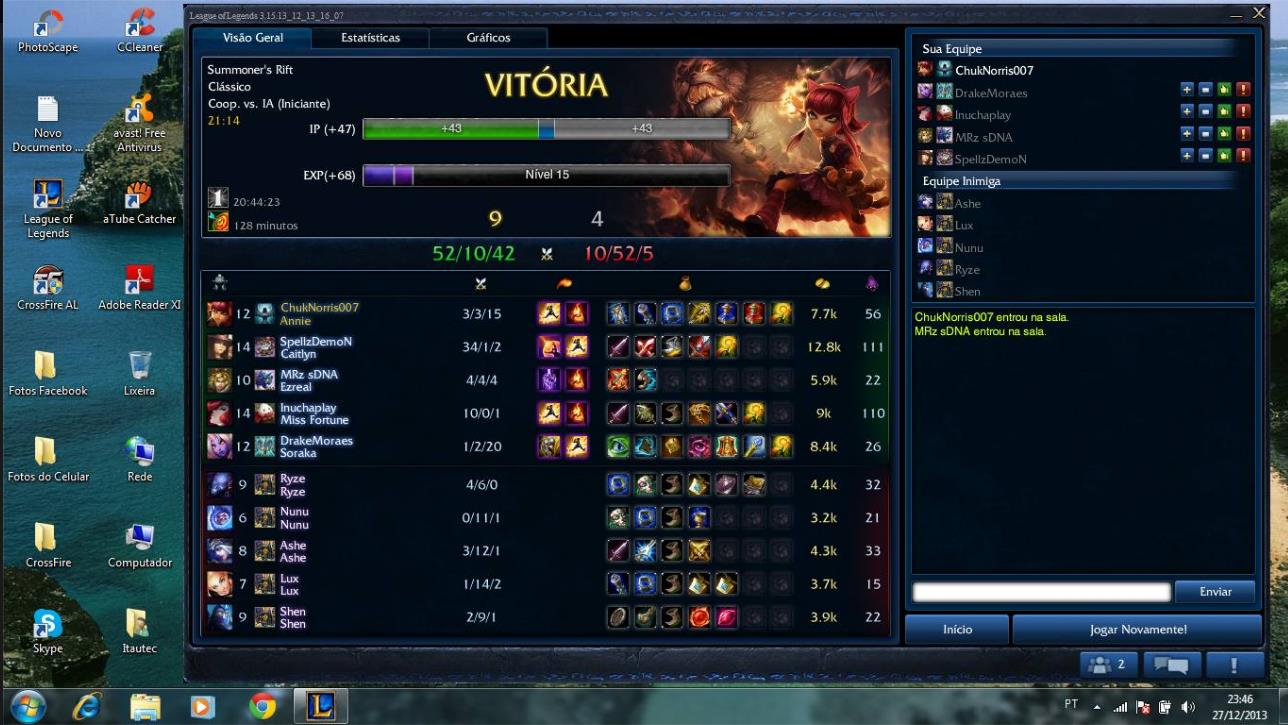 PhotoScape
CCleaner
Novo Documento ...
avast! Free Antivirus
League of Legends
aTube Catcher
CrossFire AL
Adobe Reader XI
Fotos Facebook
Lixeira
Fotos do Celular
Rede
CrossFire
Computador
Skype
Itautec
League of Legends 3.15.13_12_13_16_07
Visão Geral
Estatísticas
Gráficos
Summoner's Rift
Clássico
Coop. vs. IA (Iniciante)
21:14
VITÓRIA
IP (+47)
+43
+43
EXP(+68)
Nível 15
1
20:44:23
128 minutos
9
4
52/10/42
10/52/5
12 ChukNorris007 3/3/15 7.7k 56
Annie
14 SpellzDemoN 34/1/2 12.8k 111
Caitlyn
10 MRz sDNA 4/4/4 5.9k 22
Ezreal
14 Inuchaplay 10/0/1 9k 110
Miss Fortune
12 DrakeMoraes 1/2/20 8.4k 26
Soraka
9 Ryze 4/6/0 4.4k 32
Ryze
6 Nunu 0/11/1 3.2k 21
Nunu
8 Ashe 3/12/1 4.3k 33
Ashe
7 Lux 1/14/2 3.7k 15
Lux
9 Shen 2/9/1 3.9k 22
Shen
Sua Equipe
ChukNorris007
DrakeMoraes
Inuchaplay
MRz sDNA
SpellzDemoN
Equipe Inimiga
Ashe
Lux
Nunu
Ryze
Shen
ChukNorris007 entrou na sala.
MRz sDNA entrou na sala.
Enviar
Início
Jogar Novamente!
2
PT
23:46
27/12/2013